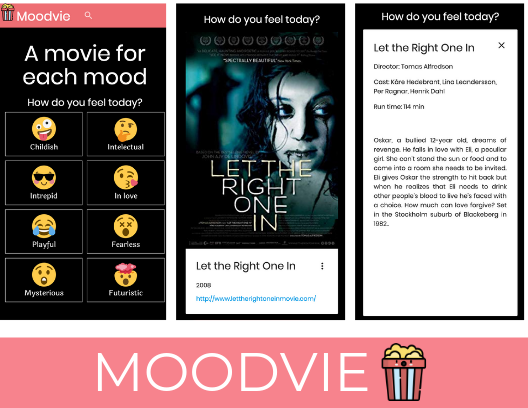 Moodvie
A movie for
each mood
How do you feel today?
Childish
Intelectual
Intrepid
In love
Playful
Fearless
Mysterious
Futuristic
How do you feel today?
"SPECTRALLY BEAUTIFUL"
LET THE
RIGHT
ONE
IN
Let the Right One In
2008
http://www.lettherightoneinmovie.com/
How do you feel today?
Let the Right One In
Director: Tomas Alfredson
Cast: Kåre Hedebrant, Lina Leandersson,
Per Ragnar, Henrik Dahl
Run time: 114 min
Oskar, a bullied 12-year old, dreams of
revenge. He falls in love with Eli, a peculiar
girl. She can't stand the sun or food and to
come into a room she needs to be invited.
Eli gives Oskar the strength to hit back but
when he realizes that Eli needs to drink
other people's blood to live he's faced with
a choice. How much can love forgive? Set
in the Stockholm suburb of Blackeberg in
1982..
MOODVIE